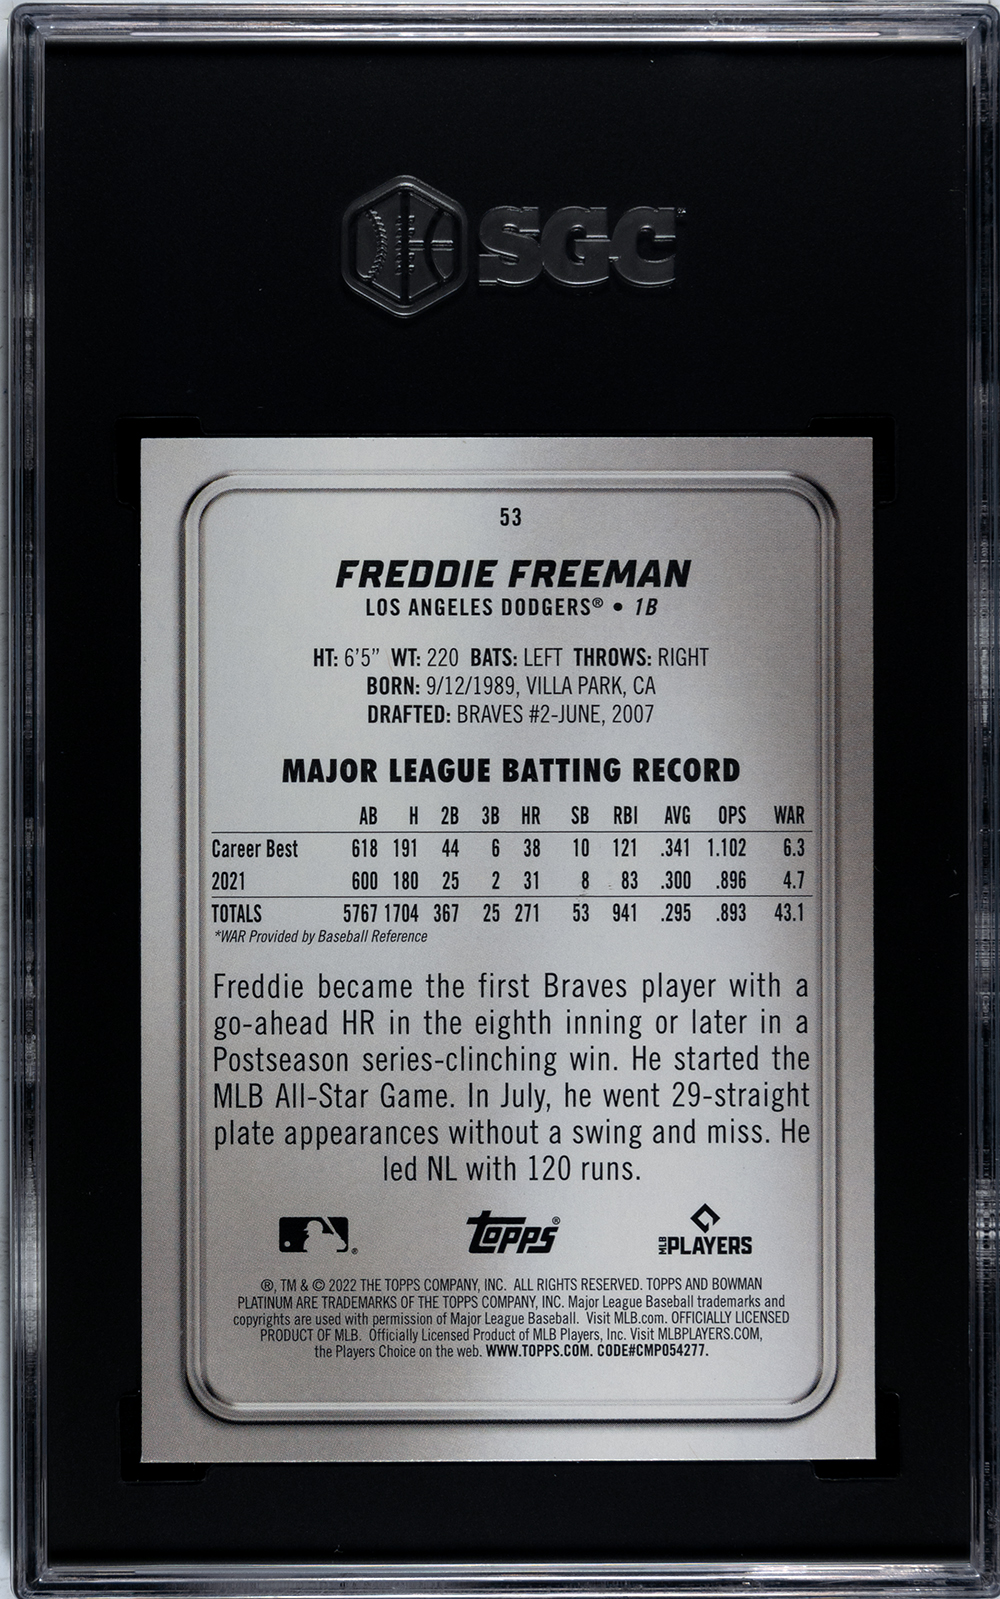 SGC
53
FREDDIE FREEMAN
LOS ANGELES DODGERS® • 1B
HT: 6'5" WT: 220 BATS: LEFT THROWS: RIGHT
BORN: 9/12/1989, VILLA PARK, CA
DRAFTED: BRAVES #2-JUNE, 2007
MAJOR LEAGUE BATTING RECORD
AB H 2B 3B HR SB RBI AVG OPS WAR
Career Best 618 191 44 6 38 10 121 .341 1.102 6.3
2021 600 180 25 2 31 8 83 .300 .896 4.7
TOTALS 5767 1704 367 25 271 53 941 .295 .893 43.1
*WAR Provided by Baseball Reference
Freddie became the first Braves player with a
go-ahead HR in the eighth inning or later in a
Postseason series-clinching win. He started the
MLB All-Star Game. In July, he went 29-straight
plate appearances without a swing and miss. He
led NL with 120 runs.
® Topps® MLB PLAYERS
®, TM & © 2022 THE TOPPS COMPANY, INC. ALL RIGHTS RESERVED. TOPPS AND BOWMAN
PLATINUM ARE TRADEMARKS OF THE TOPPS COMPANY, INC. Major League Baseball trademarks and
copyrights are used with permission of Major League Baseball. Visit MLB.com. OFFICIALLY LICENSED
PRODUCT OF MLB. Officially Licensed Product of MLB Players, Inc. Visit MLBPLAYERS.COM,
the Players Choice on the web. WWW.TOPPS.COM. CODE#CMP054277.